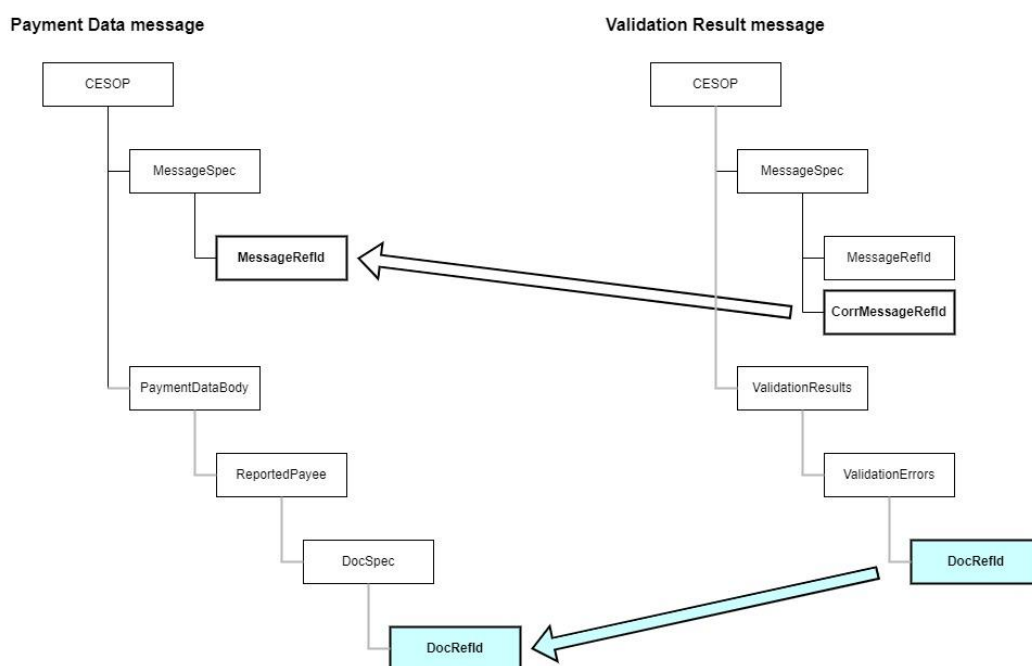 Payment Data message
Validation Result message
CESOP
CESOP
MessageSpec
MessageSpec
MessageRefId
MessageRefId
CorrMessageRefId
PaymentDataBody
ValidationResults
ReportedPayee
ValidationErrors
DocSpec
DocRefId
DocRefId